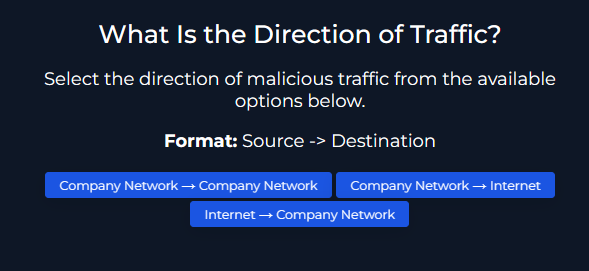 What Is the Direction of Traffic?
Select the direction of malicious traffic from the available
options below.
Format: Source -> Destination
Company Network → Company Network
Company Network → Internet
Internet → Company Network